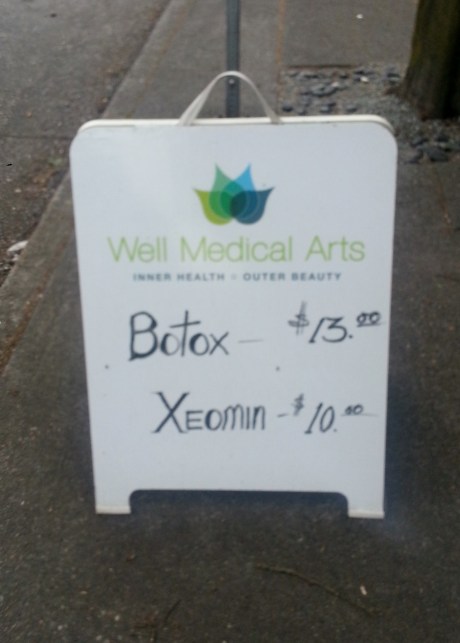 Well Medical Arts
INNER HEALTH = OUTER BEAUTY
Botox - $13.00
XEOMIN - $10.00